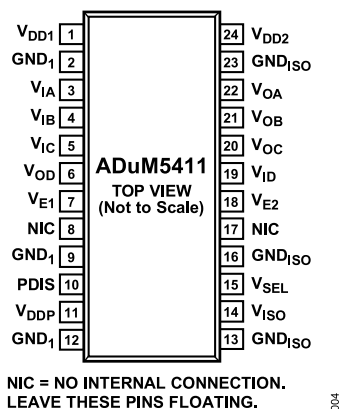 VDD1 1 24 VDD2
GND1 2 23 GNDISO
VIA 3 22 VOA
VIB 4 21 VOB
VIC 5 20 VOC
VOD 6 19 VID
VE1 7 18 VE2
NIC 8 17 NIC
GND1 9 16 GNDISO
PDIS 10 15 VSEL
VDDP 11 14 VISO
GND1 12 13 GNDISO
ADuM5411
TOP VIEW
(Not to Scale)
NIC = NO INTERNAL CONNECTION.
LEAVE THESE PINS FLOATING.
004